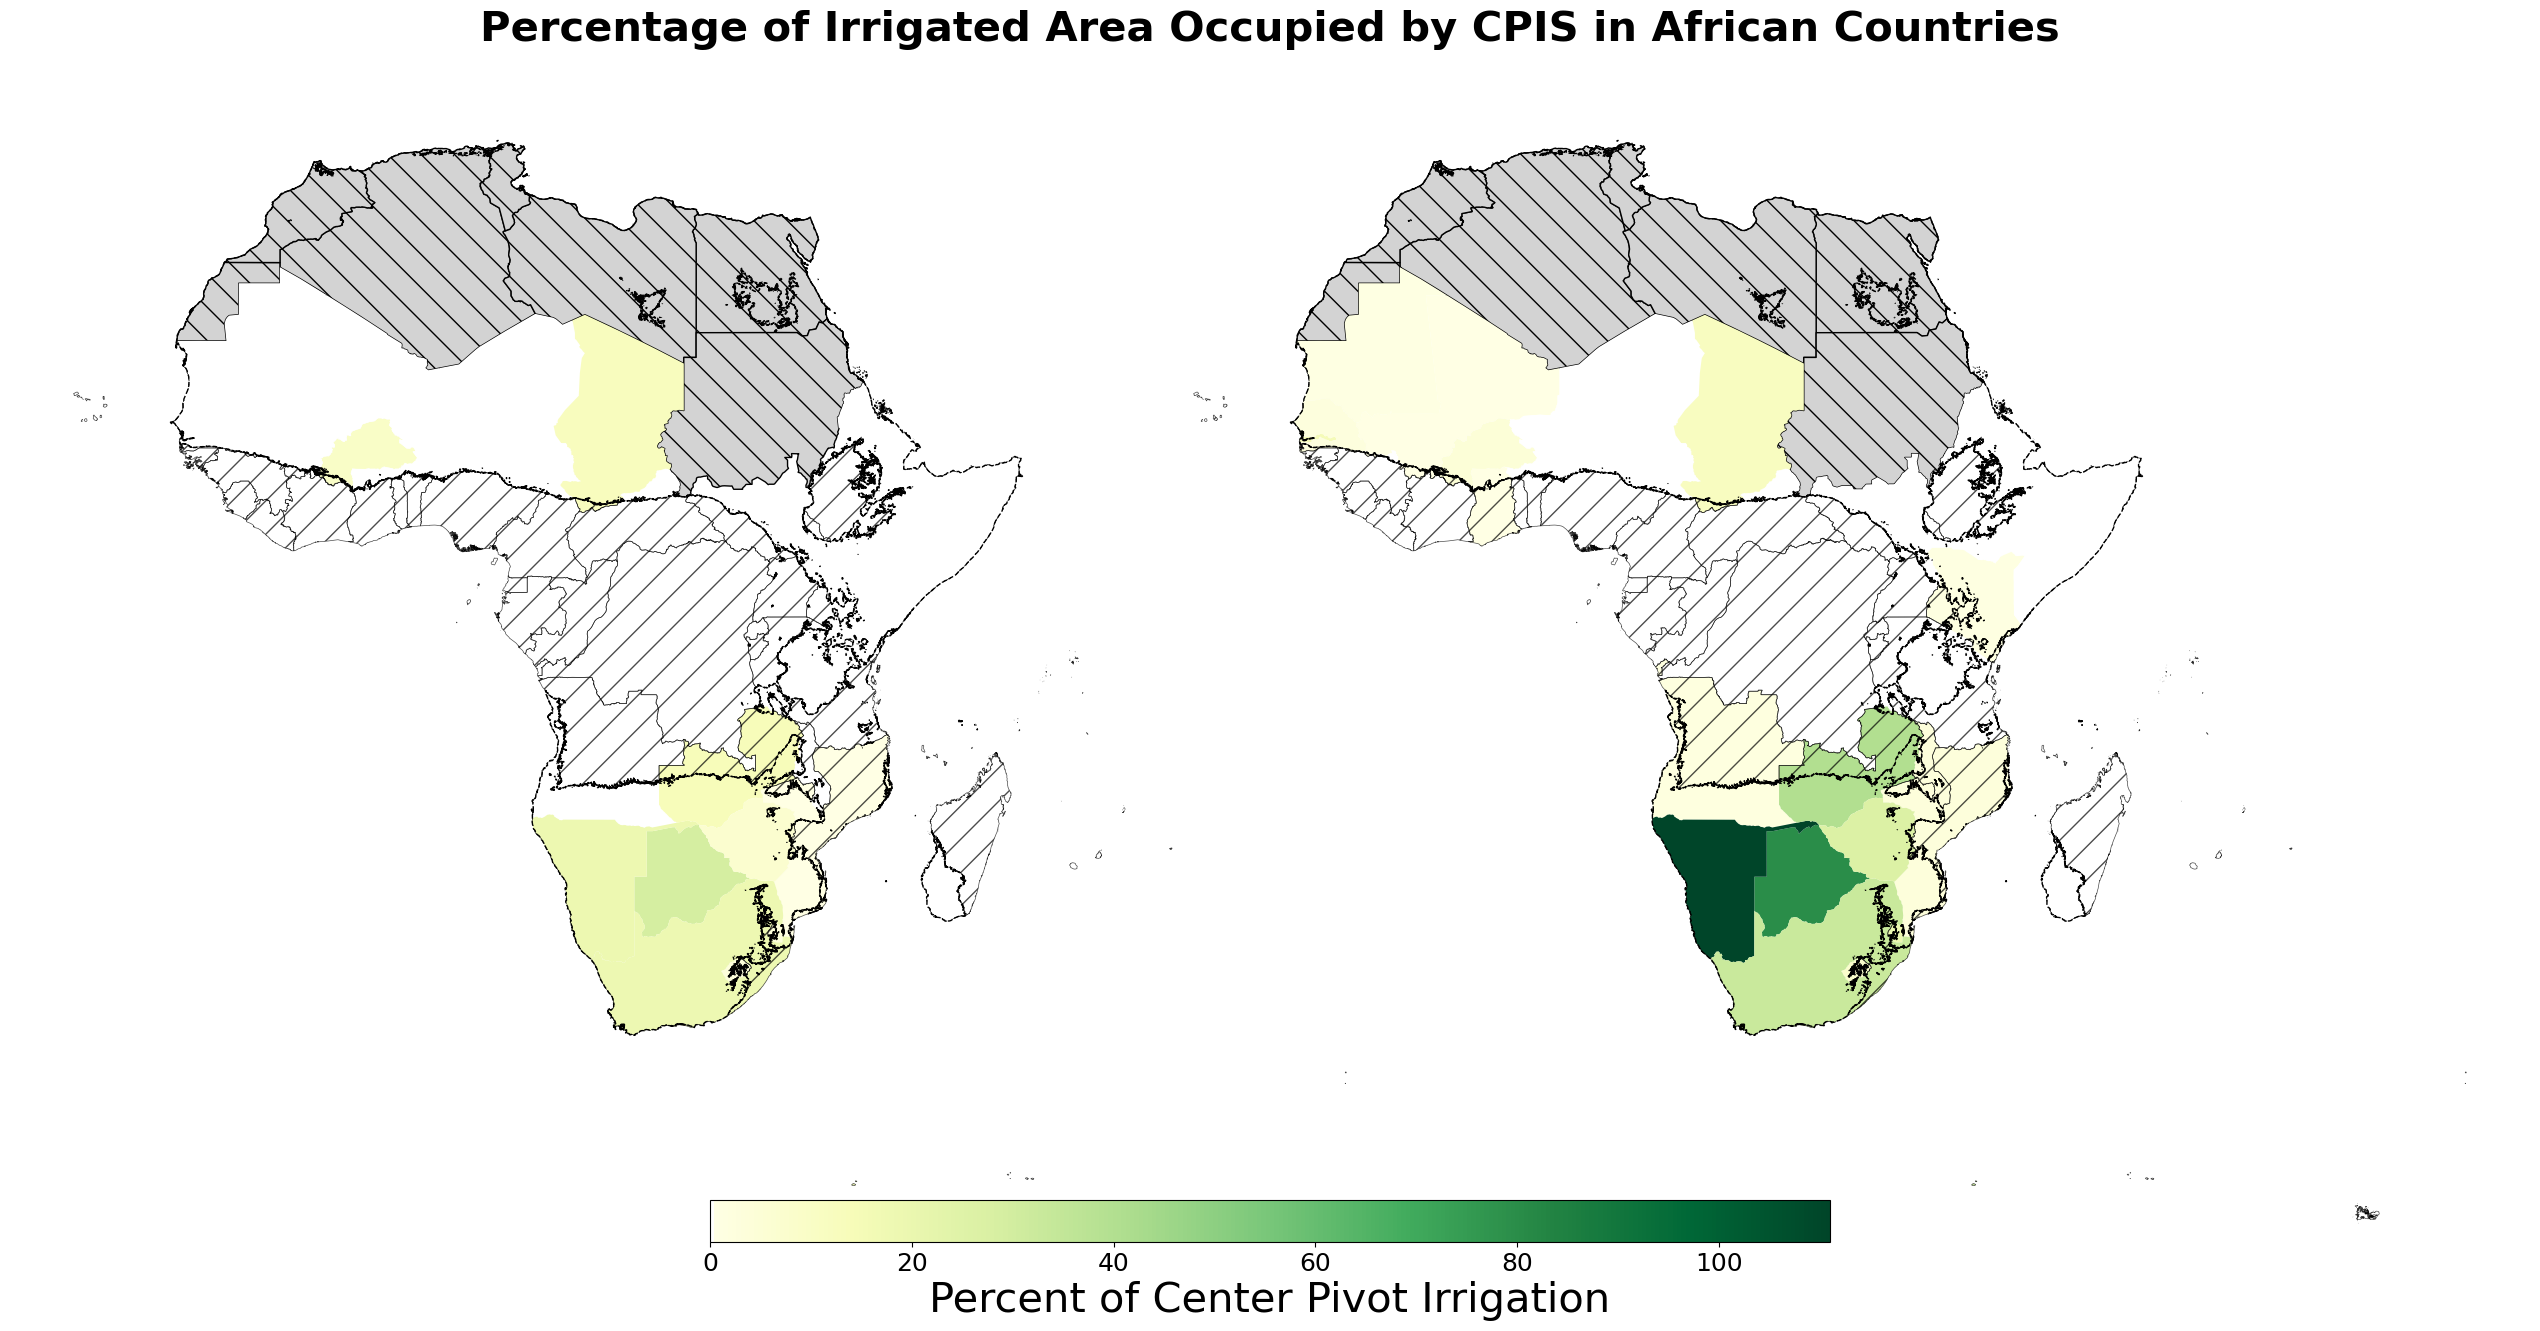 Percentage of Irrigated Area Occupied by CPIS in African Countries
0 20 40 60 80 100
Percent of Center Pivot Irrigation